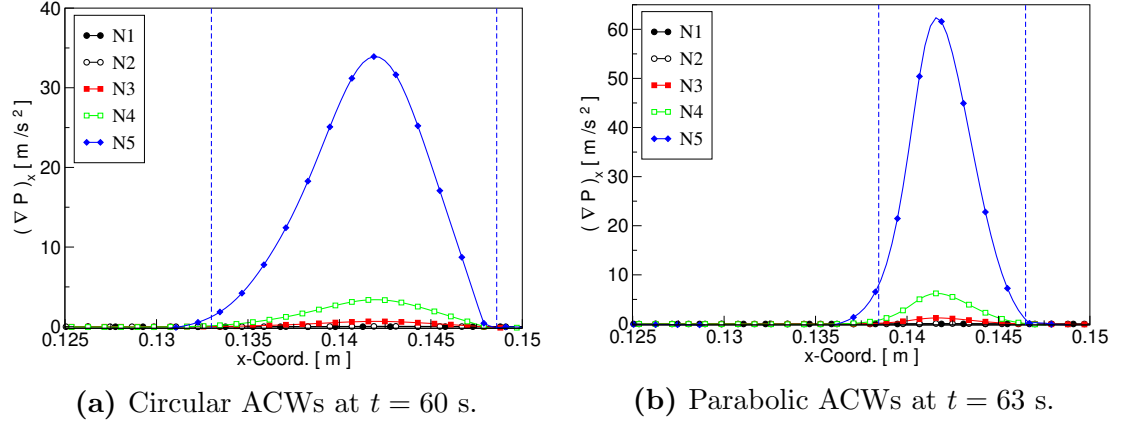 40
30
20
10
0
( ∇ P )x [ m /s 2 ]
N1
N2
N3
N4
N5
0.125 0.13 0.135 0.14 0.145 0.15
x-Coord. [ m ]
(a) Circular ACWs at t = 60 s.
60
50
40
30
20
10
0
( ∇ P )x [ m /s 2 ]
N1
N2
N3
N4
N5
0.125 0.13 0.135 0.14 0.145 0.15
x-Coord. [ m ]
(b) Parabolic ACWs at t = 63 s.